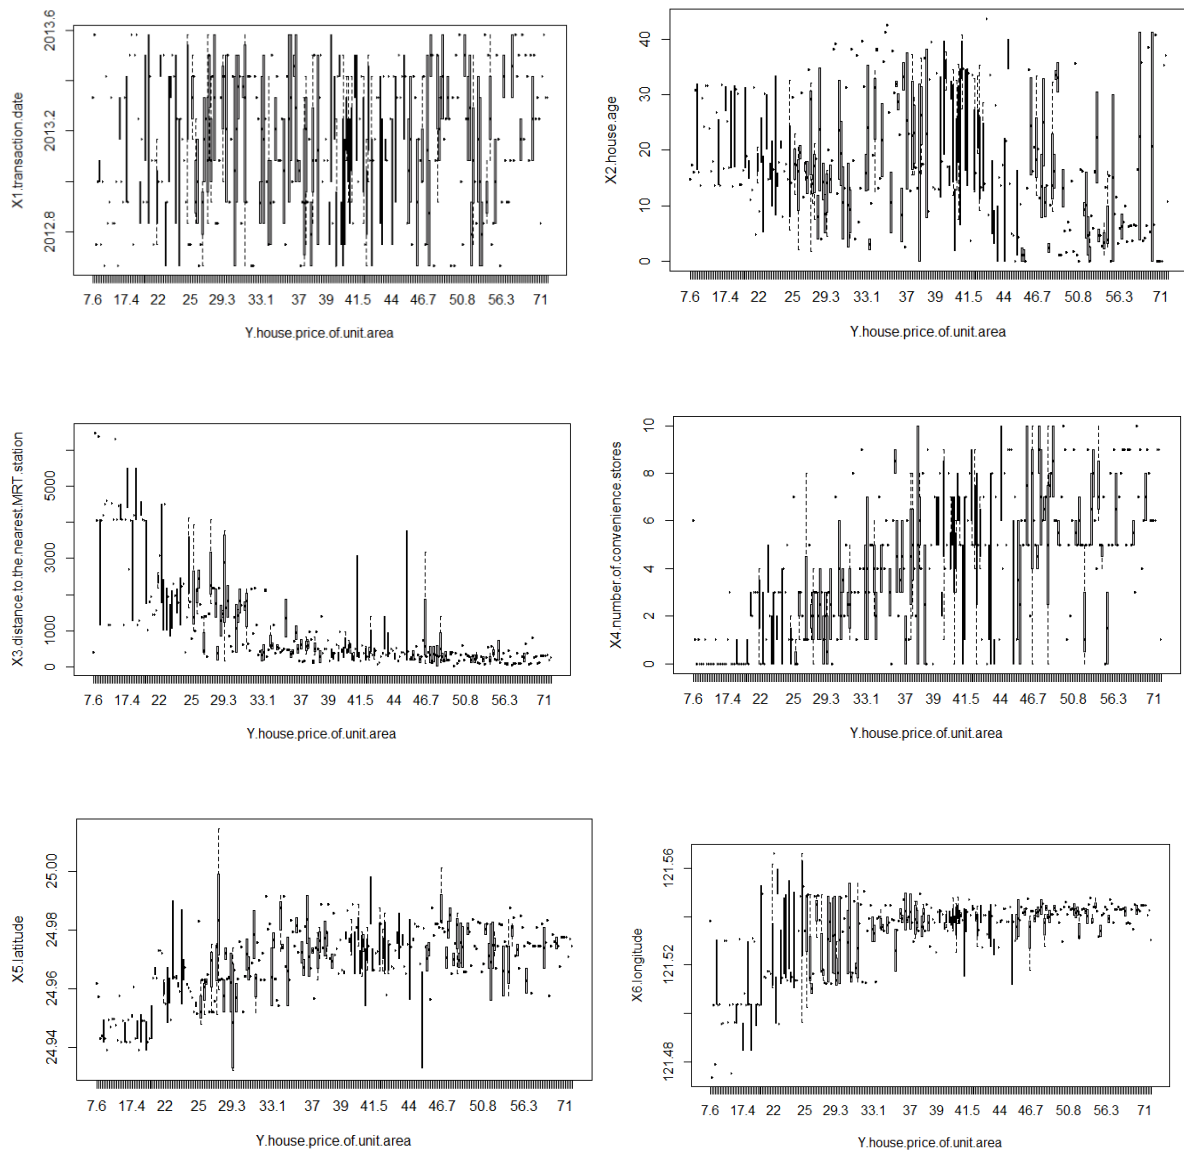 X1.transaction.date
2013.6
2013.2
2012.8
7.6 17.4 22 25 29.3 33.1 37 39 41.5 44 46.7 50.8 56.3 71
Y.house.price.of.unit.area
X2.house.age
40
30
20
10
0
7.6 17.4 22 25 29.3 33.1 37 39 41.5 44 46.7 50.8 56.3 71
Y.house.price.of.unit.area
X3.distance.to.the.nearest.MRT.station
5000
3000
1000
0
7.6 17.4 22 25 29.3 33.1 37 39 41.5 44 46.7 50.8 56.3 71
Y.house.price.of.unit.area
X4.number.of.convenience.stores
10
8
6
4
2
0
7.6 17.4 22 25 29.3 33.1 37 39 41.5 44 46.7 50.8 56.3 71
Y.house.price.of.unit.area
X5.latitude
25.00
24.98
24.96
24.94
7.6 17.4 22 25 29.3 33.1 37 39 41.5 44 46.7 50.8 56.3 71
Y.house.price.of.unit.area
X6.longitude
121.56
121.52
121.48
7.6 17.4 22 25 29.3 33.1 37 39 41.5 44 46.7 50.8 56.3 71
Y.house.price.of.unit.area